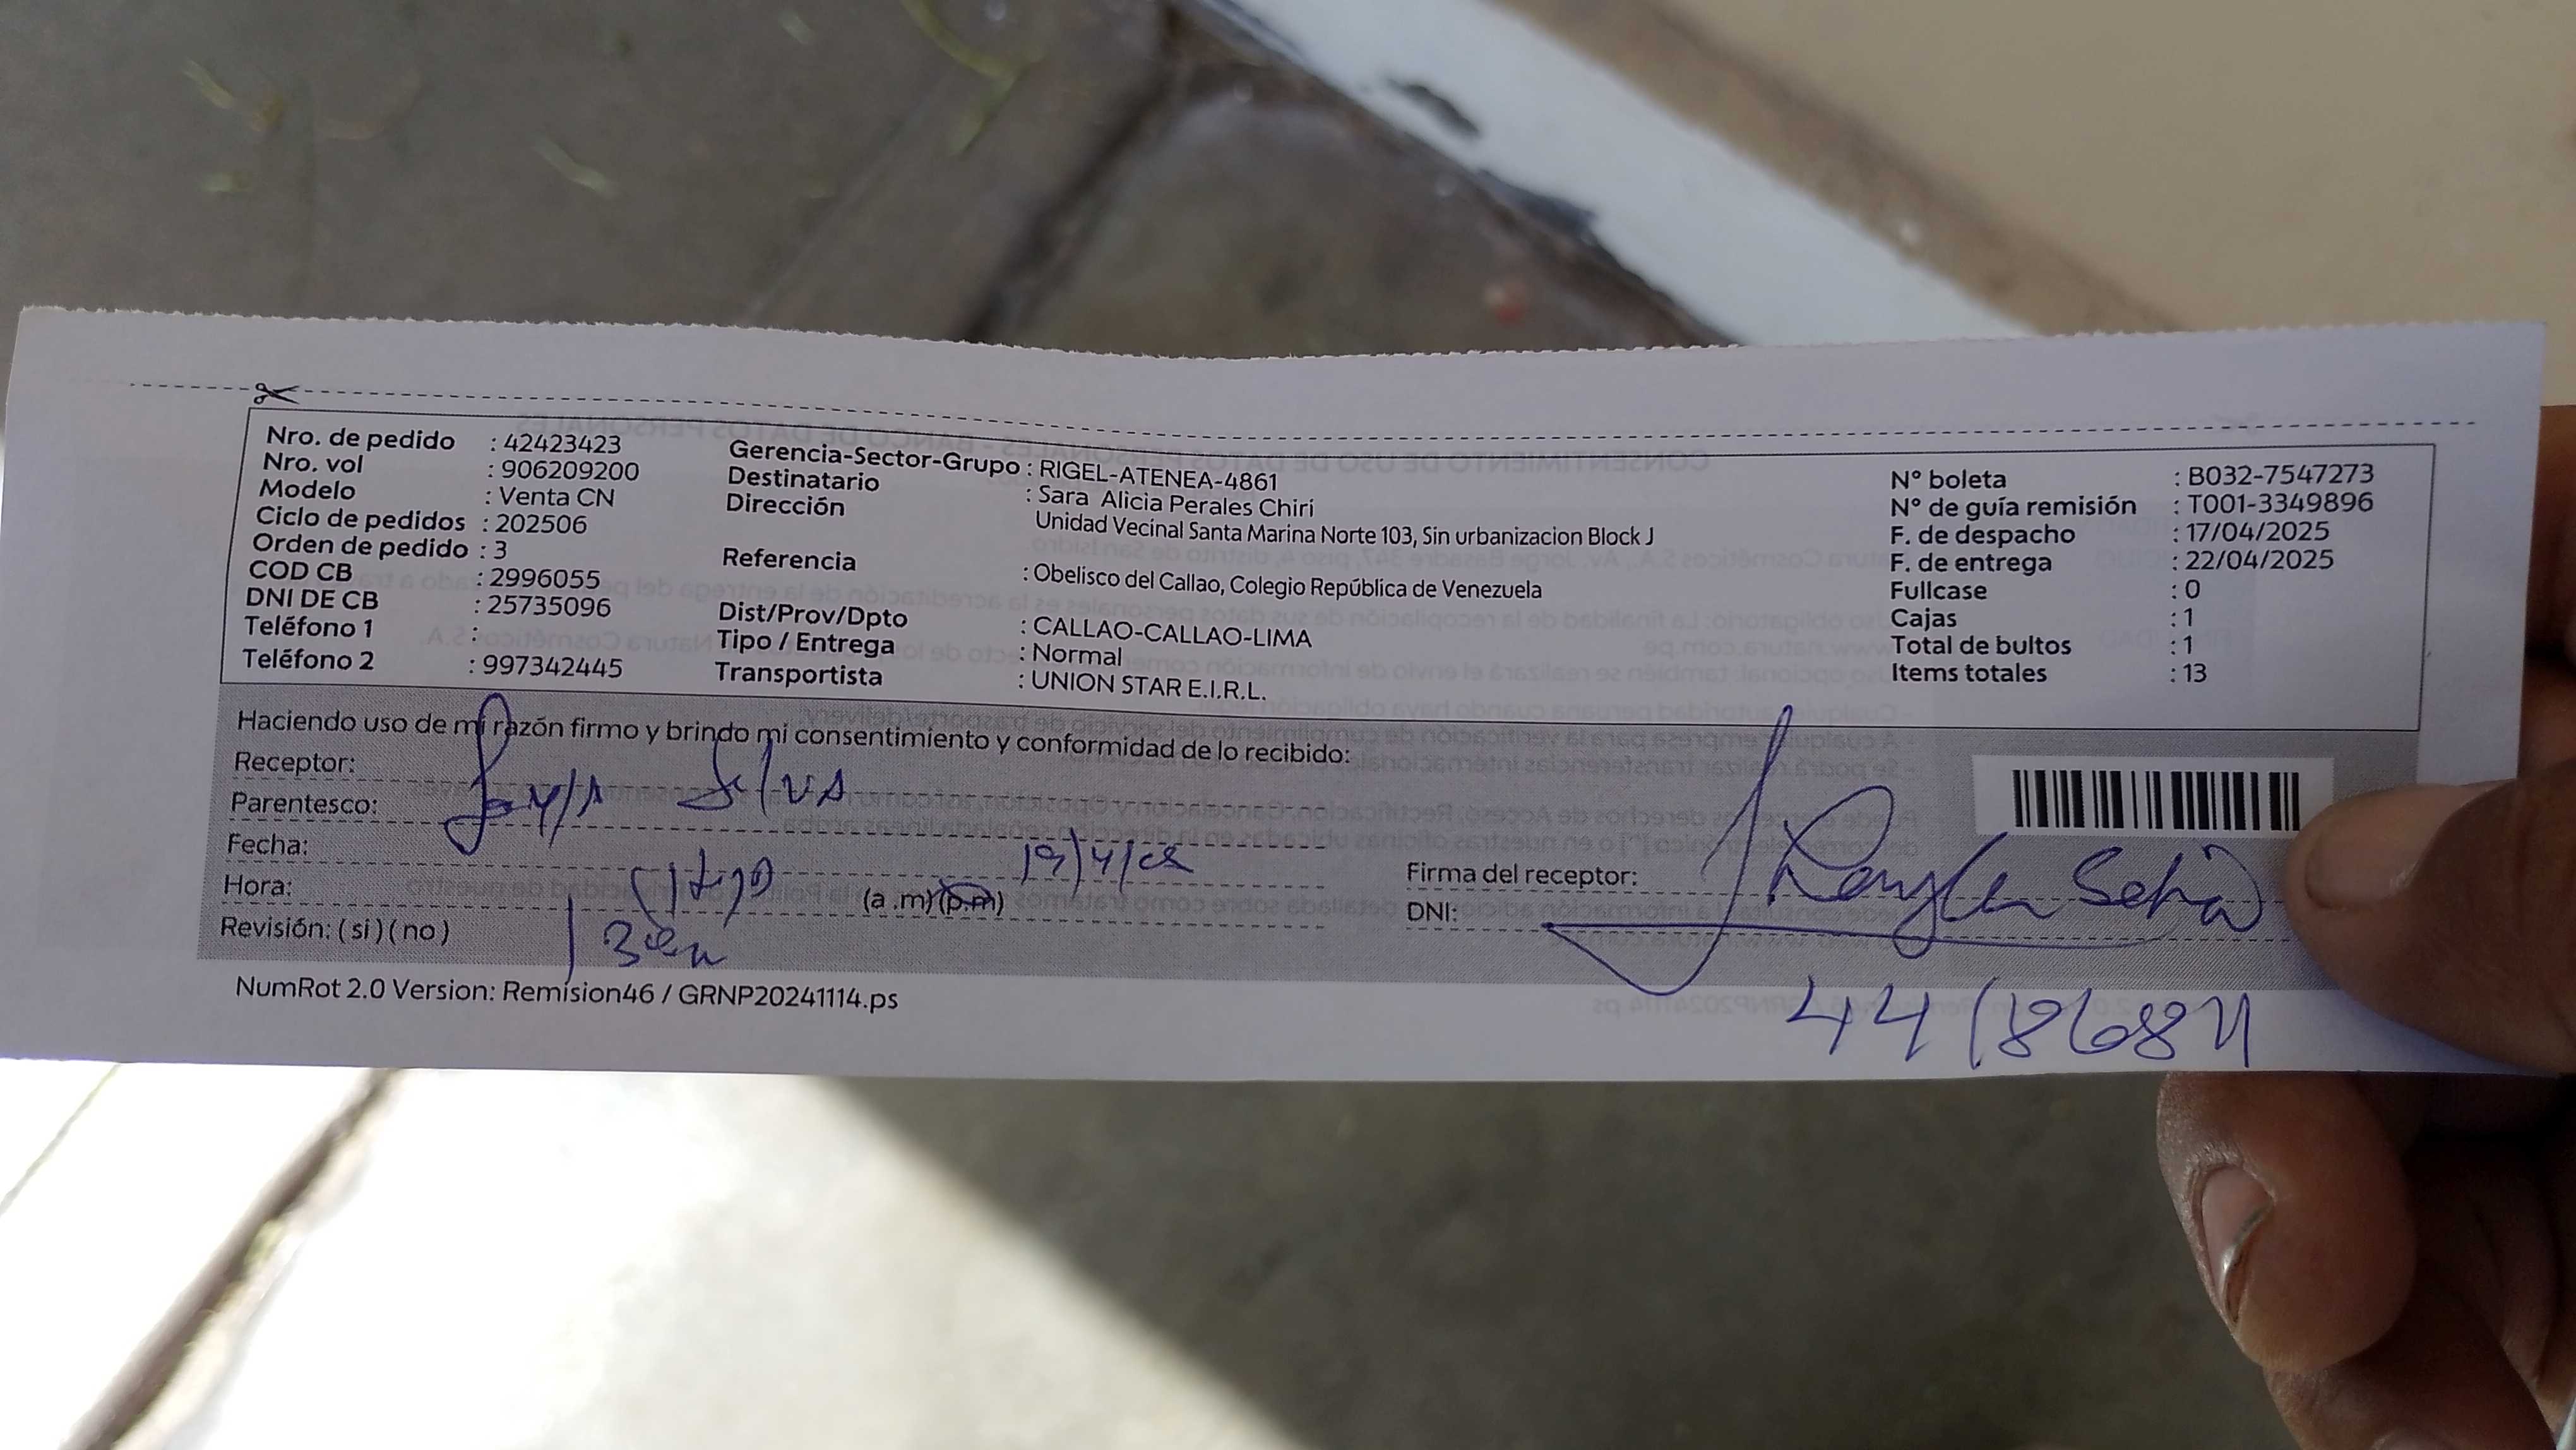 Nro. de pedido : 42423423
Nro. vol : 906209200
Modelo : Venta CN
Ciclo de pedidos : 202506
Orden de pedido : 3
COD CB : 2996055
DNI DE CB : 25735096
Teléfono 1 :
Teléfono 2 : 997342445
Gerencia-Sector-Grupo : RIGEL-ATENEA-4861
Destinatario : Sara Alicia Perales Chiri
Dirección Unidad Vecinal Santa Marina Norte 103, Sin urbanizacion Block J
Referencia : Obelisco del Callao, Colegio República de Venezuela
Dist/Prov/Dpto : CALLAO-CALLAO-LIMA
Tipo / Entrega : Normal
Transportista : UNION STAR E.I.R.L.
N° boleta : B032-7547273
N° de guía remisión : T001-3349896
F. de despacho : 17/04/2025
F. de entrega : 22/04/2025
Fullcase : 0
Cajas : 1
Total de bultos : 1
Items totales : 13
Haciendo uso de mi razón firmo y brindo mi consentimiento y conformidad de lo recibido:
Receptor: Silva
Parentesco:
Fecha:
Hora: (a .m) (p.m)
Revisión: ( si ) ( no )
Firma del receptor:
DNI:
NumRot 2.0 Version: Remision46 / GRNP20241114.ps